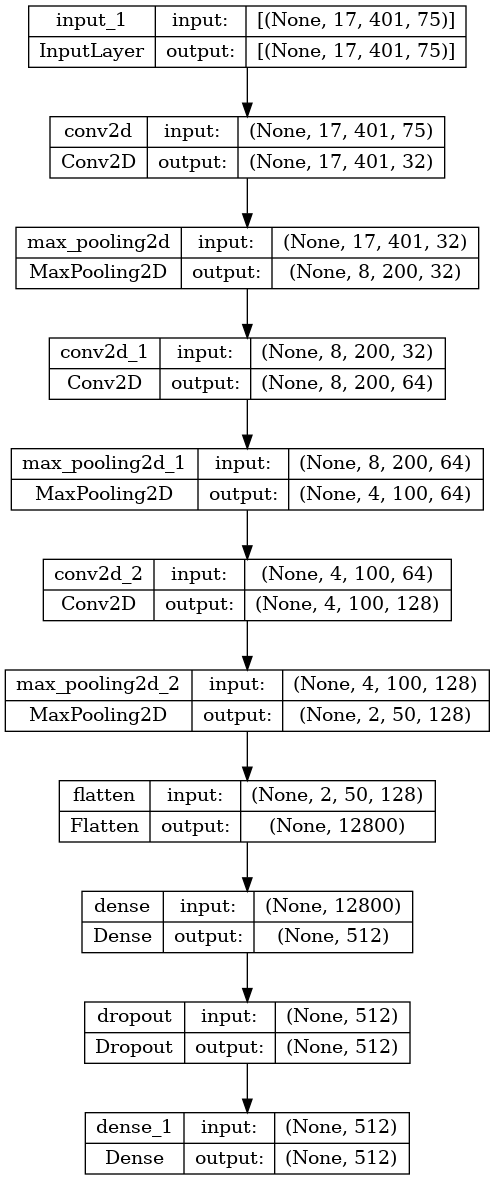 input_1 input: [(None, 17, 401, 75)]
InputLayer output: [(None, 17, 401, 75)]
conv2d input: (None, 17, 401, 75)
Conv2D output: (None, 17, 401, 32)
max_pooling2d input: (None, 17, 401, 32)
MaxPooling2D output: (None, 8, 200, 32)
conv2d_1 input: (None, 8, 200, 32)
Conv2D output: (None, 8, 200, 64)
max_pooling2d_1 input: (None, 8, 200, 64)
MaxPooling2D output: (None, 4, 100, 64)
conv2d_2 input: (None, 4, 100, 64)
Conv2D output: (None, 4, 100, 128)
max_pooling2d_2 input: (None, 4, 100, 128)
MaxPooling2D output: (None, 2, 50, 128)
flatten input: (None, 2, 50, 128)
Flatten output: (None, 12800)
dense input: (None, 12800)
Dense output: (None, 512)
dropout input: (None, 512)
Dropout output: (None, 512)
dense_1 input: (None, 512)
Dense output: (None, 512)